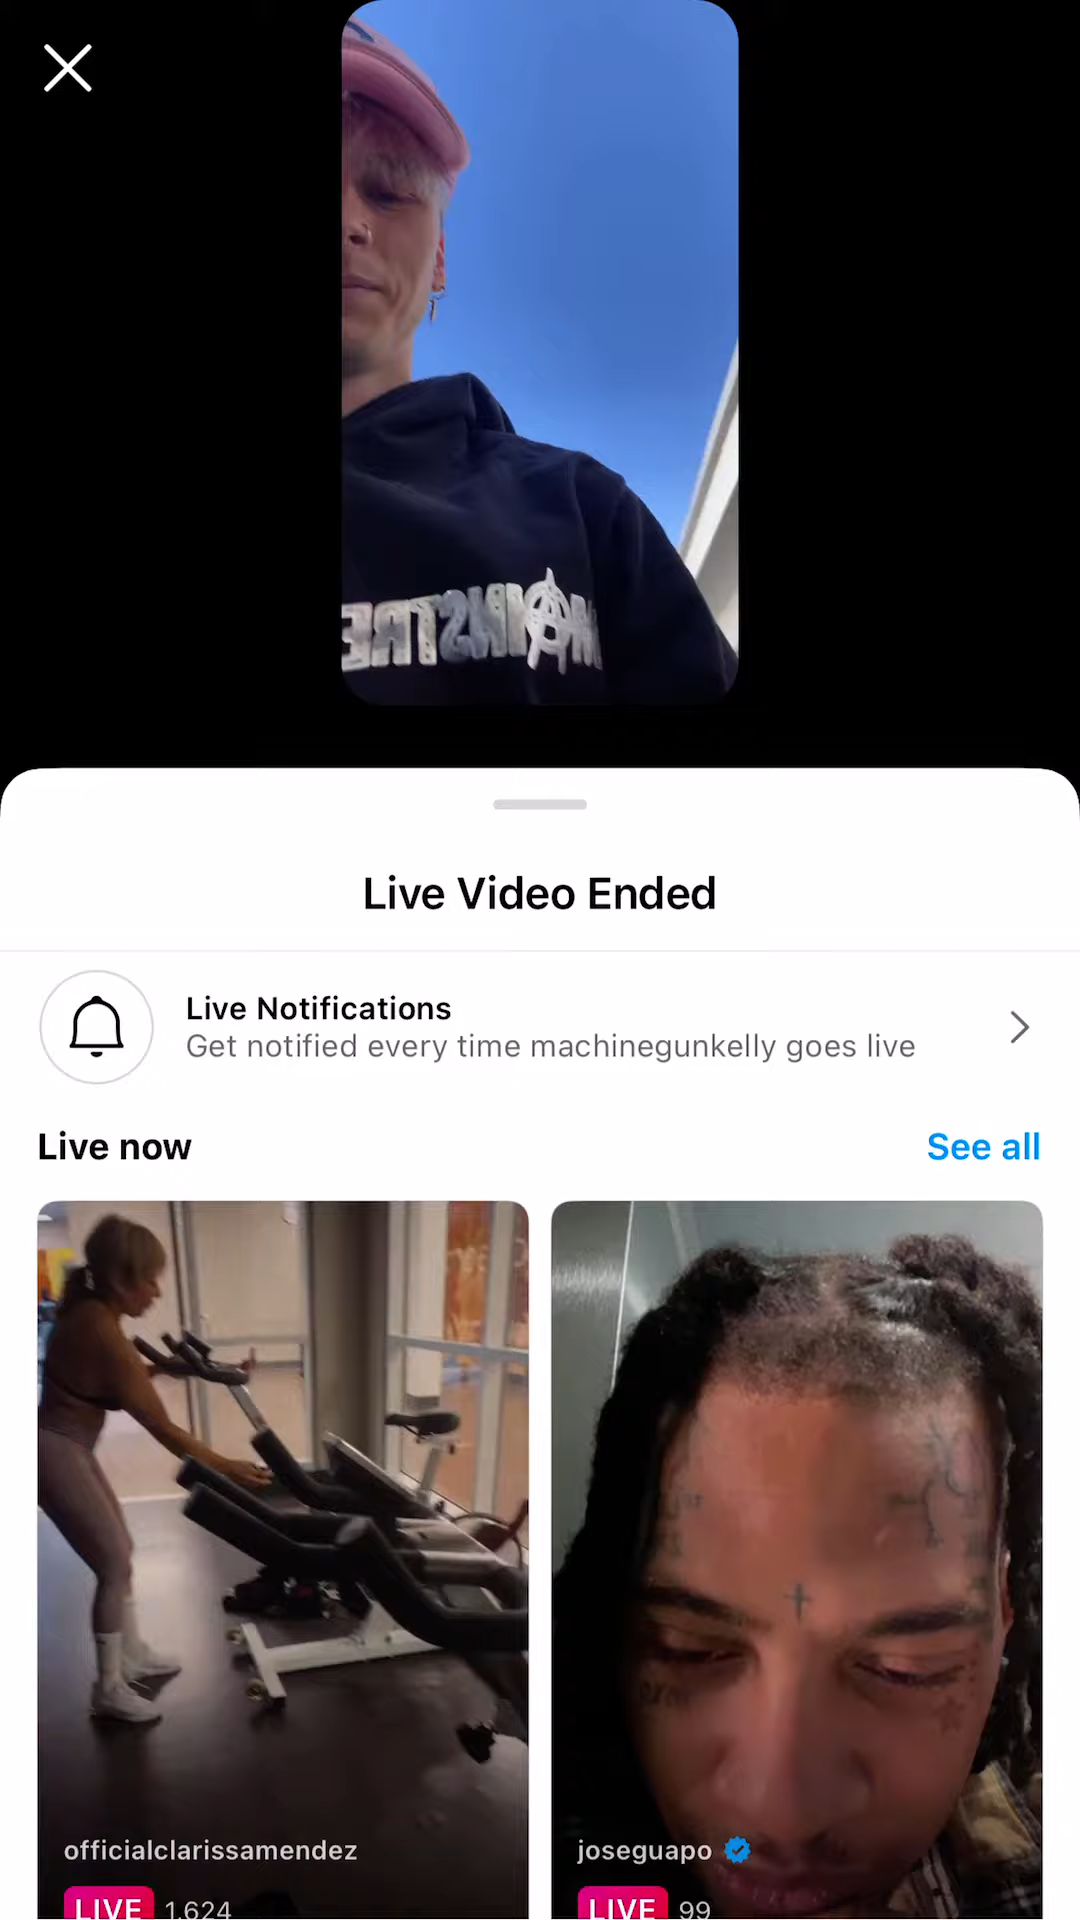 Live Video Ended
Live Notifications
Get notified every time machinegunkelly goes live
Live now
See all
officialclarissamendez
LIVE 1,624
joseguapo
LIVE 99